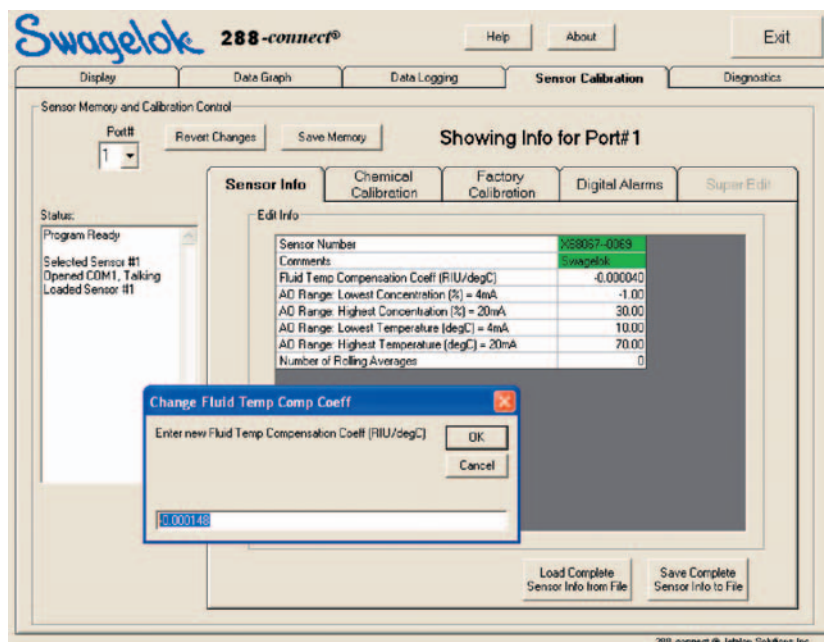 Swagelok 288-connect® Help About Exit
Display Data Graph Data Logging Sensor Calibration Diagnostics
Sensor Memory and Calibration Control
Port#
1 Revert Changes Save Memory Showing Info for Port# 1
Sensor Info Chemical Calibration Factory Calibration Digital Alarms Super Edit
Status:
Program Ready
Selected Sensor #1
Opened COM1, Talking
Loaded Sensor #1
Edit Info
Sensor Number X68067--0069
Comments Swagelok
Fluid Temp Compensation Coeff (RIU/degC) -0.000040
AO Range: Lowest Concentration (%) = 4mA -1.00
AO Range: Highest Concentration (%) = 20mA 30.00
AO Range: Lowest Temperature (degC) = 4mA 10.00
AO Range: Highest Temperature (degC) = 20mA 70.00
Number of Rolling Averages 0
Change Fluid Temp Comp Coeff
Enter new Fluid Temp Compensation Coeff (RIU/degC) OK
Cancel
-0.000148
Load Complete Sensor Info from File
Save Complete Sensor Info to File
288-connect